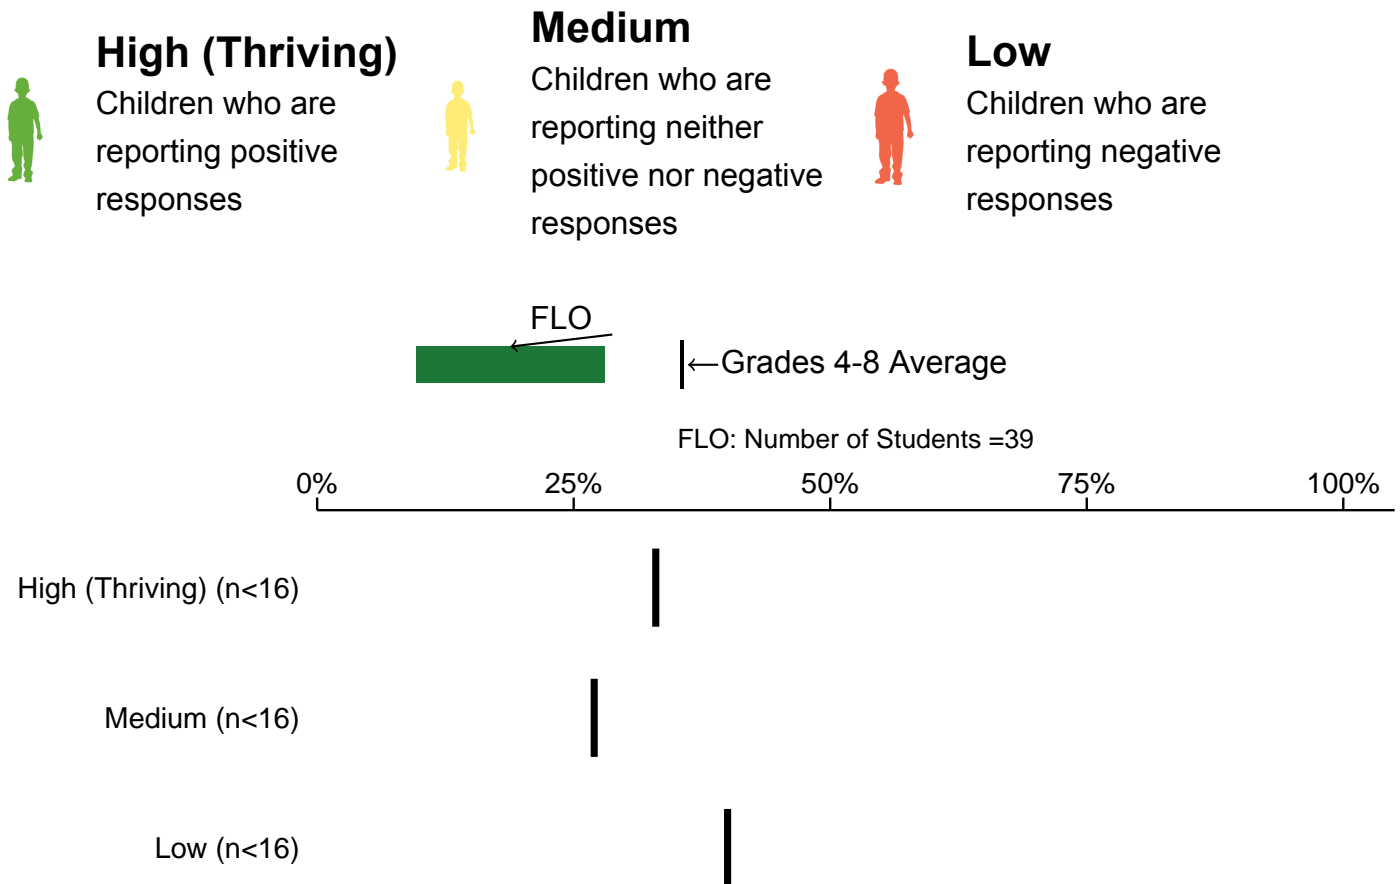 High (Thriving)
Children who are
reporting positive
responses
Medium
Children who are
reporting neither
positive nor negative
responses
Low
Children who are
reporting negative
responses
FLO
←Grades 4-8 Average
FLO: Number of Students =39
0% 25% 50% 75% 100%
High (Thriving) (n<16)
Medium (n<16)
Low (n<16)